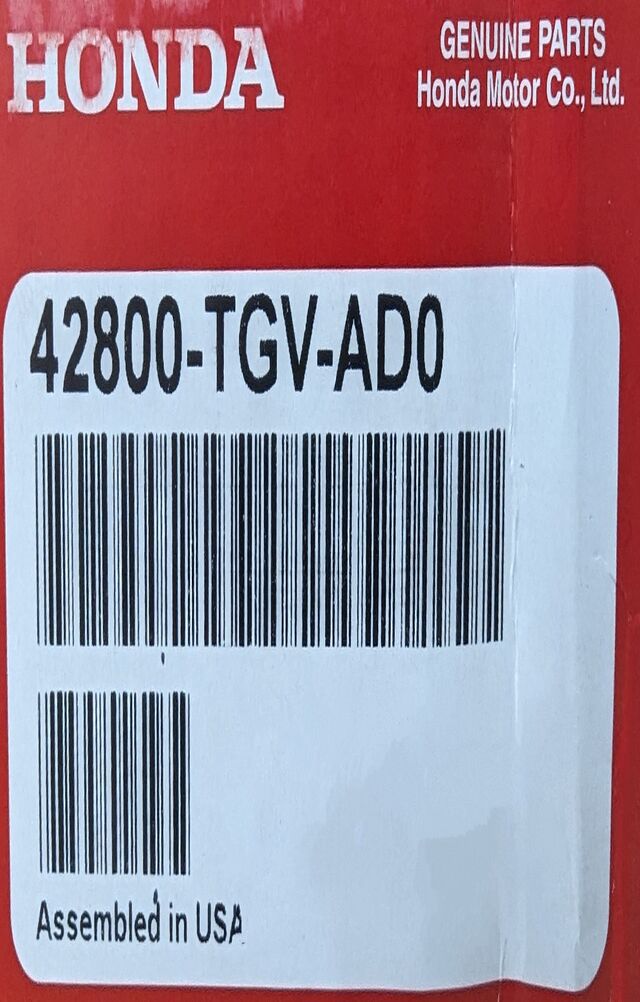 HONDA
GENUINE PARTS
Honda Motor Co., Ltd.
42800-TGV-AD0
Assembled in USA